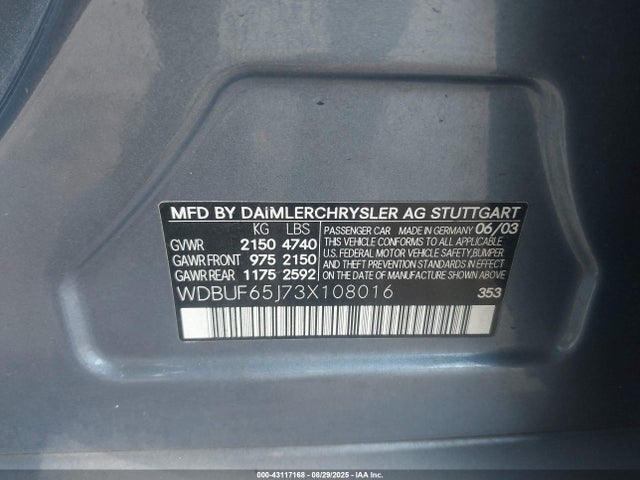 MFD BY DAIMLERCHRYSLER AG STUTTGART
KG LBS
GVWR 2150 4740
GAWR FRONT 975 2150
GAWR REAR 1175 2592
PASSENGER CAR MADE IN GERMANY 06/03
THIS VEHICLE CONFORMS TO ALL APPLICABLE
U.S. FEDERAL MOTOR VEHICLE SAFETY,BUMPER
AND THEFT PREVENTION STANDARDS IN EFFECT
ON THE DATE OF MANUFACTURE SHOWN ABOVE.
WDBUF65J73X108016 353
000-43117168 - 08/29/2025 - IAA Inc.